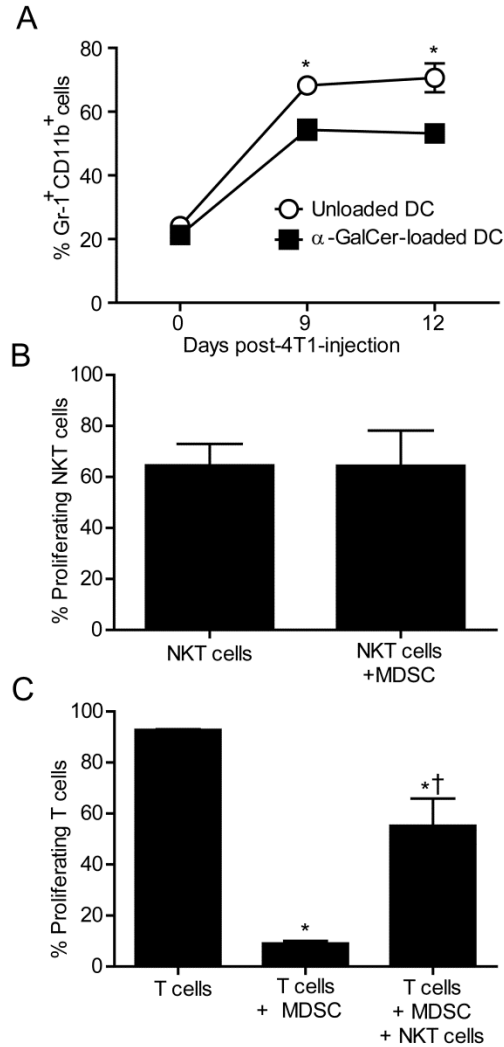 A
% Gr-1+ CD11b+ cells
80
60
40
20
0
*
*
Unloaded DC
α-GalCer-loaded DC
0
9
12
Days post-4T1-injection
B
% Proliferating NKT cells
100
80
60
40
20
0
NKT cells
NKT cells
+MDSC
C
% Proliferating T cells
100
80
60
40
20
0
*
*†
T cells
T cells
+ MDSC
T cells
+ MDSC
+ NKT cells